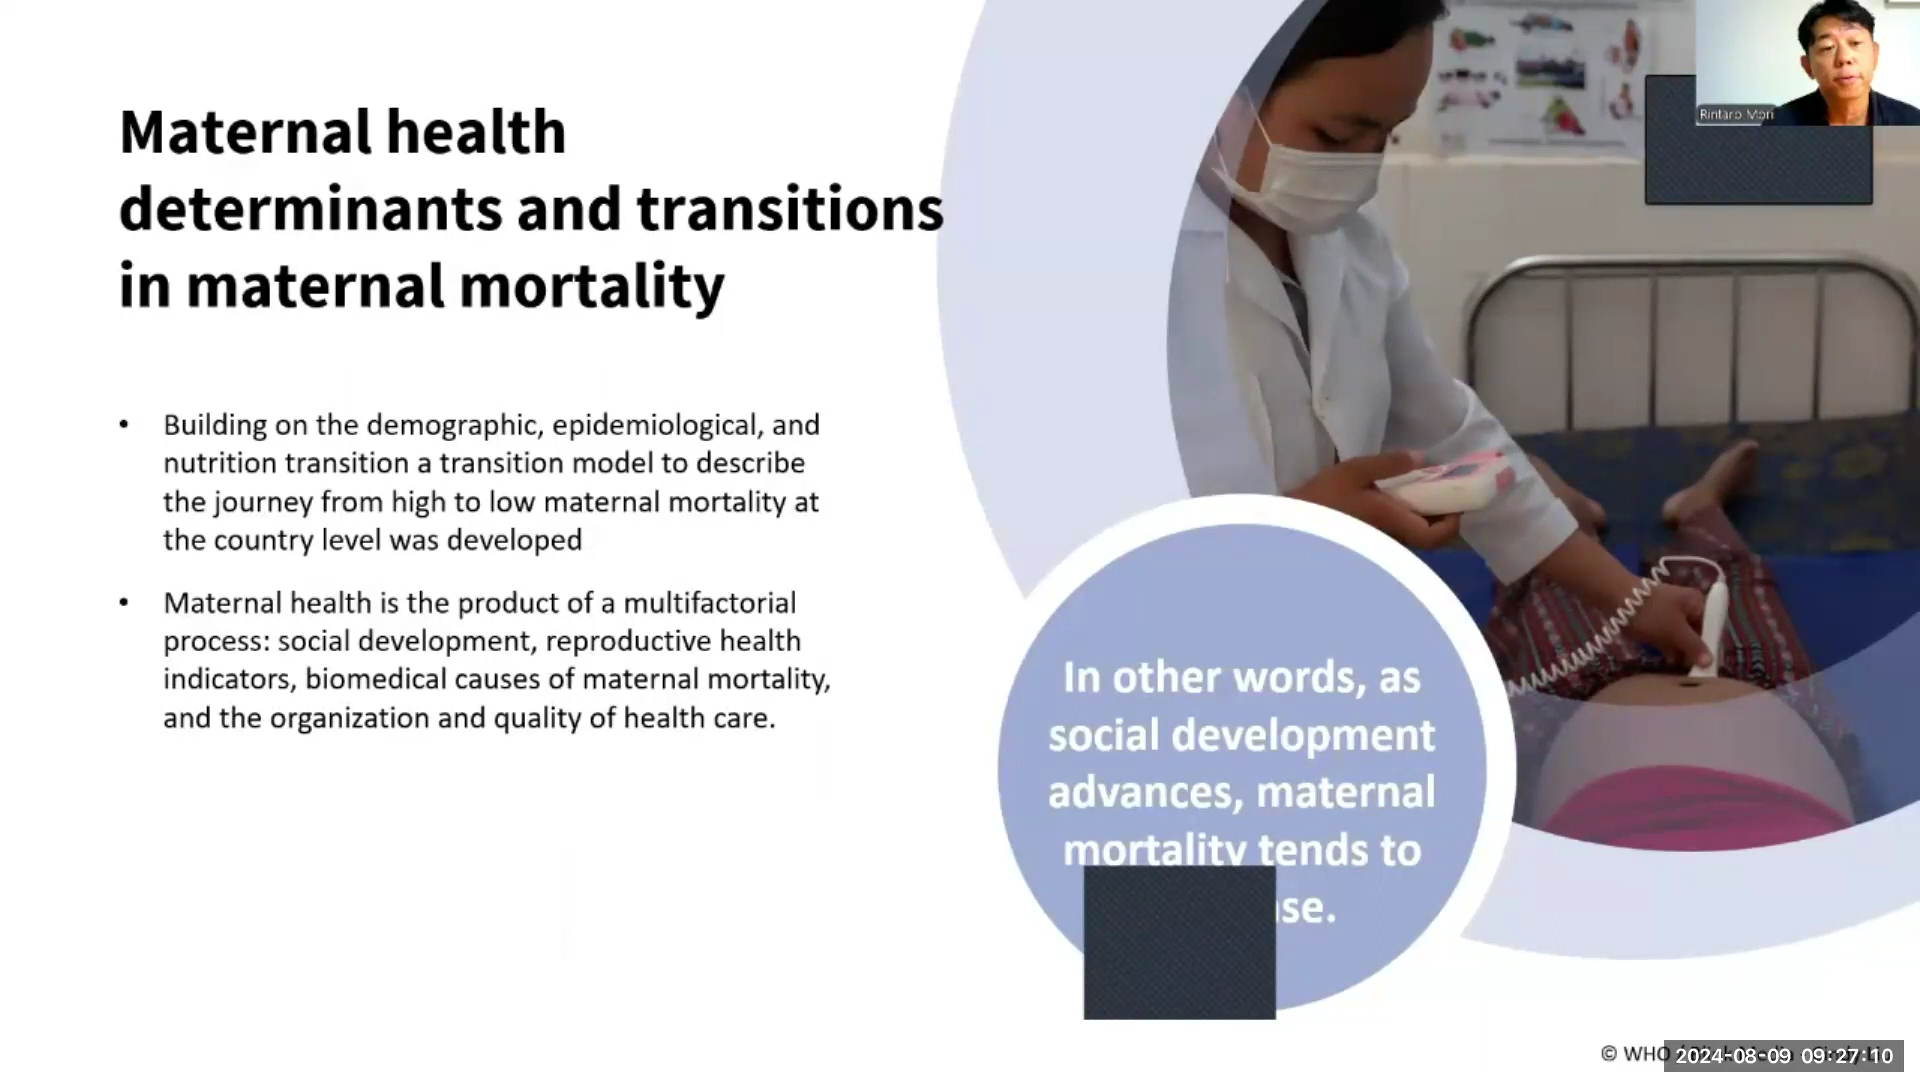 Maternal health
determinants and transitions
in maternal mortality
• Building on the demographic, epidemiological, and
nutrition transition a transition model to describe
the journey from high to low maternal mortality at
the country level was developed
• Maternal health is the product of a multifactorial
process: social development, reproductive health
indicators, biomedical causes of maternal mortality,
and the organization and quality of health care.
In other words, as
social development
advances, maternal
mortality tends to
Rintaro Mori
© WHO
2024-08-09 09:27:10